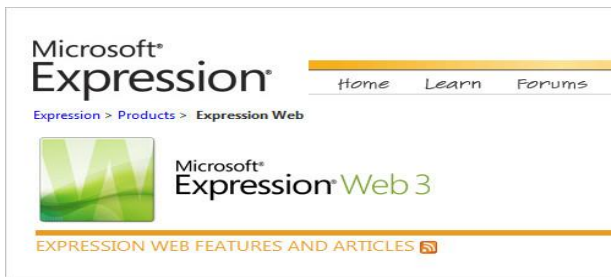 Microsoft®
Expression®
Home Learn Forums
Expression > Products > Expression Web
Microsoft®
Expression® Web 3
EXPRESSION WEB FEATURES AND ARTICLES